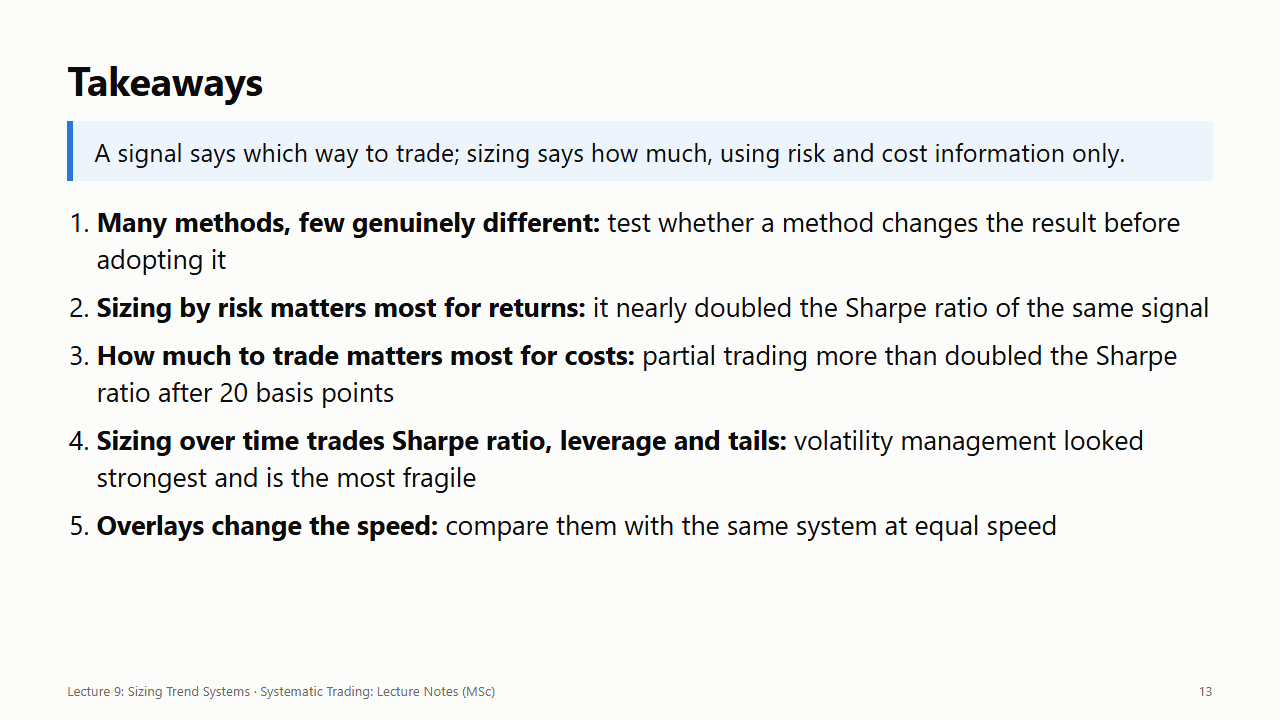 Takeaways
A signal says which way to trade; sizing says how much, using risk and cost information only.
1. Many methods, few genuinely different: test whether a method changes the result before
adopting it
2. Sizing by risk matters most for returns: it nearly doubled the Sharpe ratio of the same signal
3. How much to trade matters most for costs: partial trading more than doubled the Sharpe
ratio after 20 basis points
4. Sizing over time trades Sharpe ratio, leverage and tails: volatility management looked
strongest and is the most fragile
5. Overlays change the speed: compare them with the same system at equal speed
Lecture 9: Sizing Trend Systems · Systematic Trading: Lecture Notes (MSc)
13